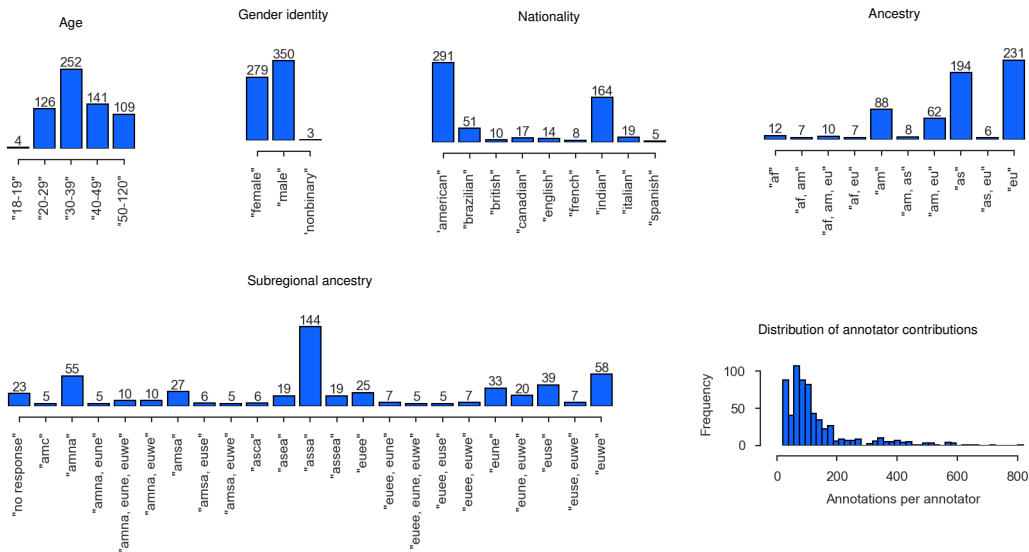 Age
252
126
141
109
4
"18-19"
"20-29"
"30-39"
"40-49"
"50-120"
Gender identity
279
350
3
"female"
"male"
'nonbinary"
Nationality
291
51
10
17
14
8
164
19
5
'american"
"brazilian"
"british"
"canadian"
"english"
"french"
"indian"
"italian"
"spanish"
Ancestry
12
7
10
7
88
8
62
194
6
231
"af"
"af, am"
"af, am, eu"
"af, eu"
"am"
"am, as"
"am, eu"
"as"
"as, eu"
"eu"
Subregional ancestry
23
5
55
5
10
10
27
6
5
6
19
144
19
25
7
5
5
7
33
20
39
7
58
"no response"
"amc"
"amna"
"amna, eune"
"amna, eune, euwe"
"amna, euwe"
"amsa"
"amsa, euse"
"amsa, euwe"
"asca"
"asea"
"assa"
"assea"
"euee"
"euee, eune"
"euee, eune, euwe"
"euee, euse"
"euee, euwe"
"eune"
"eune, euwe"
"euse"
"euse, euwe"
"euwe"
Distribution of annotator contributions
Frequency
100
50
0
0 200 400 600 800
Annotations per annotator